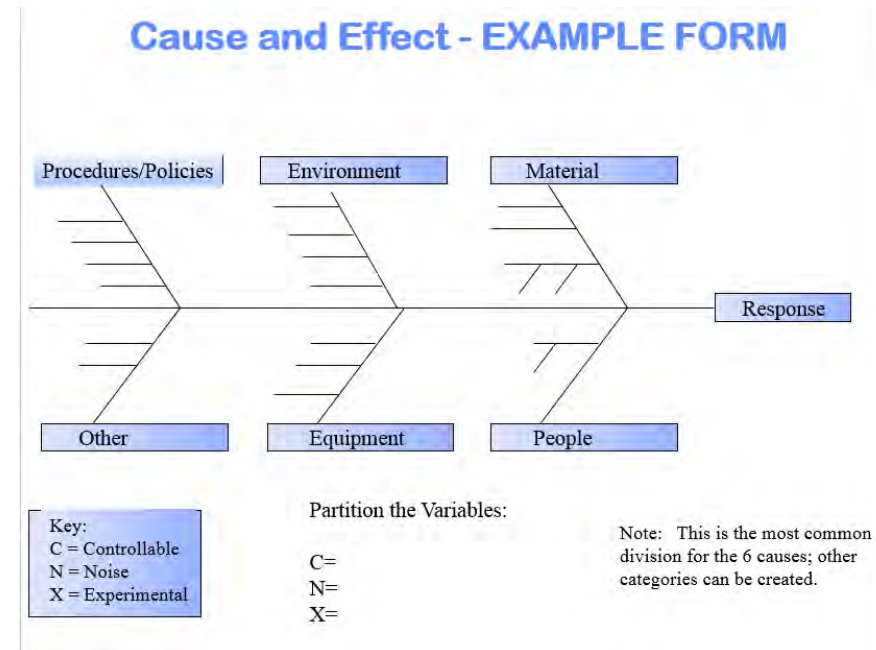 Cause and Effect - EXAMPLE FORM
Procedures/Policies
Environment
Material
Response
Other
Equipment
People
Key:
C = Controllable
N = Noise
X = Experimental
Partition the Variables:
C=
N=
X=
Note: This is the most common
division for the 6 causes; other
categories can be created.